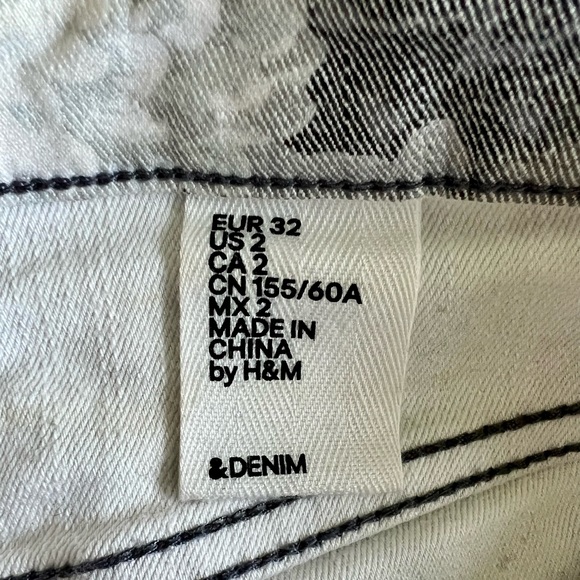 EUR 32
US 2
CA 2
CN 155/60A
MX 2
MADE IN
CHINA
by H&M
&DENIM